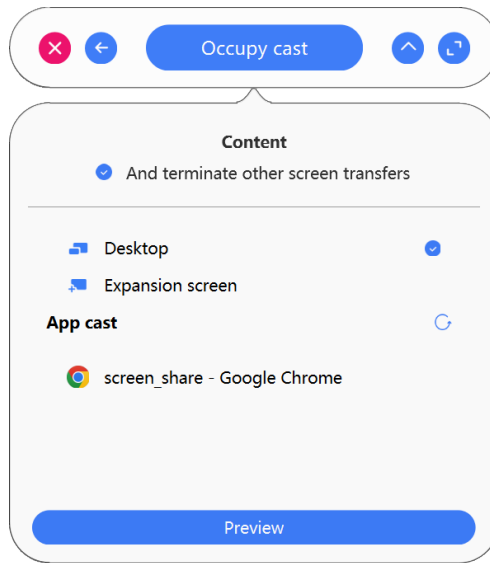 Occupy cast
Content
And terminate other screen transfers
Desktop
Expansion screen
App cast
screen_share - Google Chrome
Preview